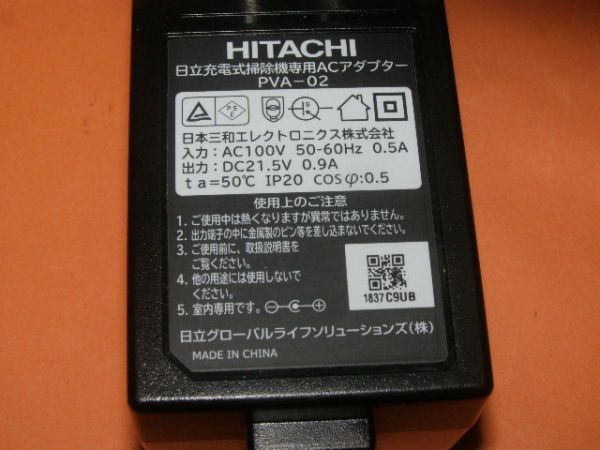 HITACHI
日立充電式掃除機専用ACアダプター
PVA-02
PSE
S
日本三和エレクトロニクス株式会社
入力:AC100V 50-60Hz 0.5A
出力:DC21.5V 0.9A
ta=50℃ IP20 COSφ:0.5
使用上のご注意
1. ご使用中は熱くなりますが異常ではありません。
2. 出力端子の中に金属製のピン等を差し込まないでください。
3. ご使用前に、取扱説明書を
ご覧ください。
4. 他の用途には使用しないで
ください。
5. 室内専用です。
1837C9UB
日立グローバルライフソリューションズ(株)
MADE IN CHINA